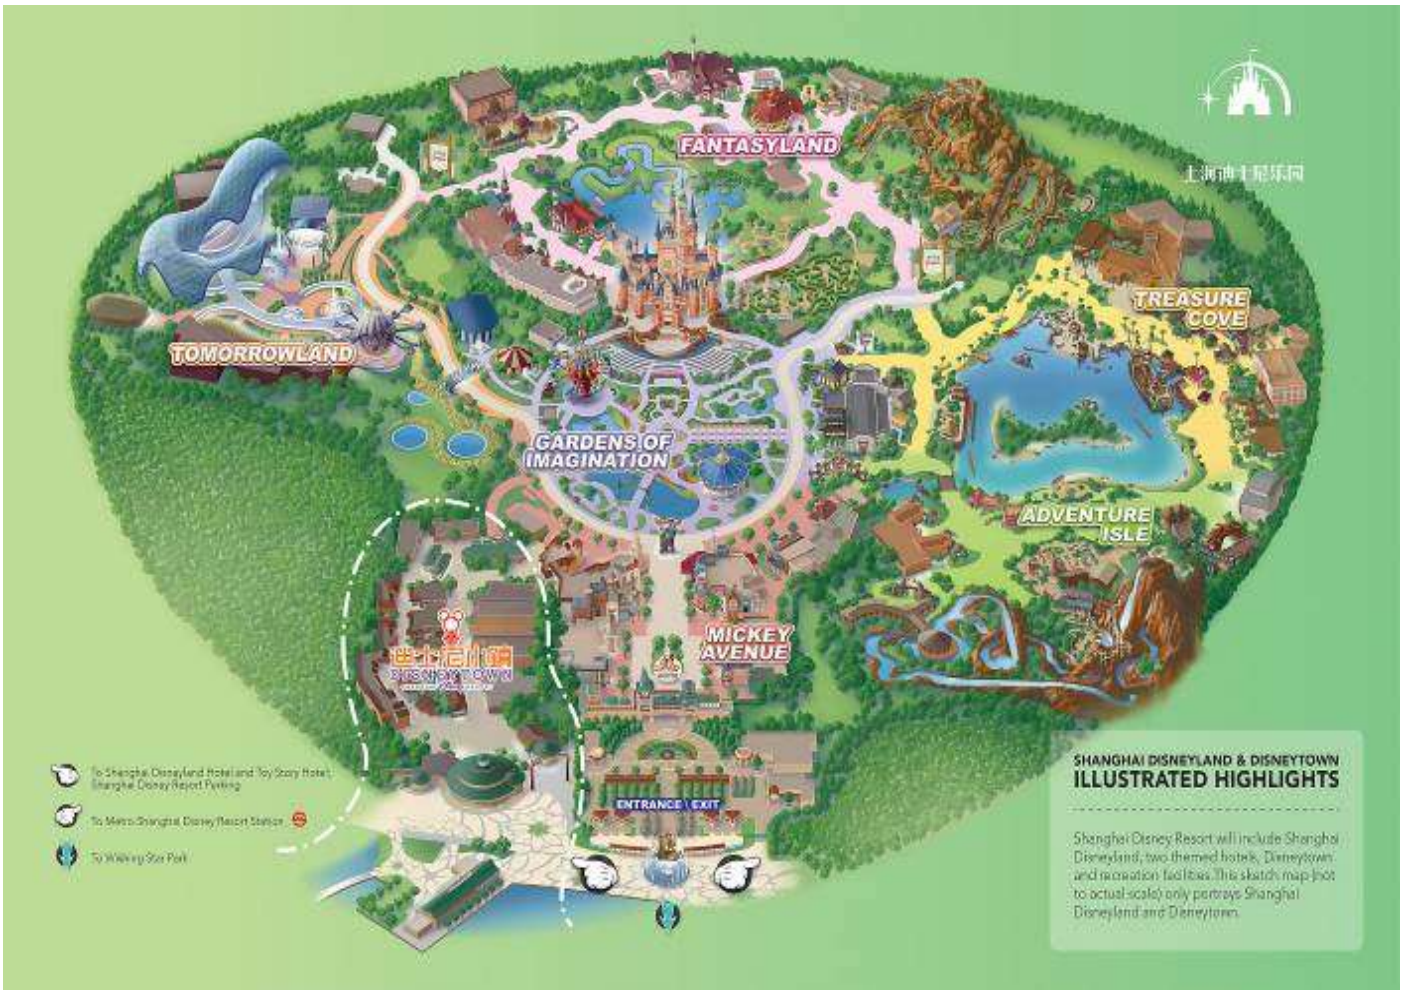 上海迪士尼乐园
FANTASYLAND
TREASURE
COVE
TOMORROWLAND
GARDENS OF
IMAGINATION
ADVENTURE
ISLE
MICKEY
AVENUE
迪士尼小镇
DISNEYTOWN
ENTRANCE EXIT
To Shanghai Disneyland Hotel and Toy Story Hotel,
Shanghai Disney Resort Parking
To Metro Shanghai Disney Resort Station
To Wishing Star Park
SHANGHAI DISNEYLAND & DISNEYTOWN
ILLUSTRATED HIGHLIGHTS
Shanghai Disney Resort will include Shanghai
Disneyland, two themed hotels, Disneytown
and recreation facilities. This sketch map (not
to actual scale) only portrays Shanghai
Disneyland and Disneytown.